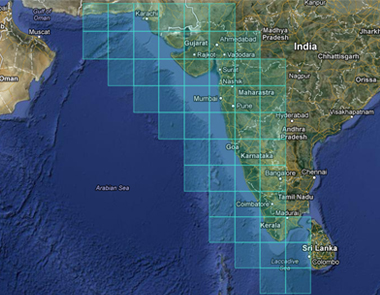 Kanpur
Gulf of
Oman
Karachi
Gujarat
Ahmedabad
Madhya
Pradesh
India
Oman
Rajkot
Vadodara
Chhattisgarh
Surat
Nagpur
Nashik
Orissa
Maharastra
Mumbai
Pune
Hyderabad
Visakhapatnam
Andhra
Pradesh
Goa
Karnataka
Bangalore
Chennai
Arabian Sea
Tamil Nadu
Coimbatore
Madurai
Kerala
Sri Lanka
Laccadive
Sea
Colombo